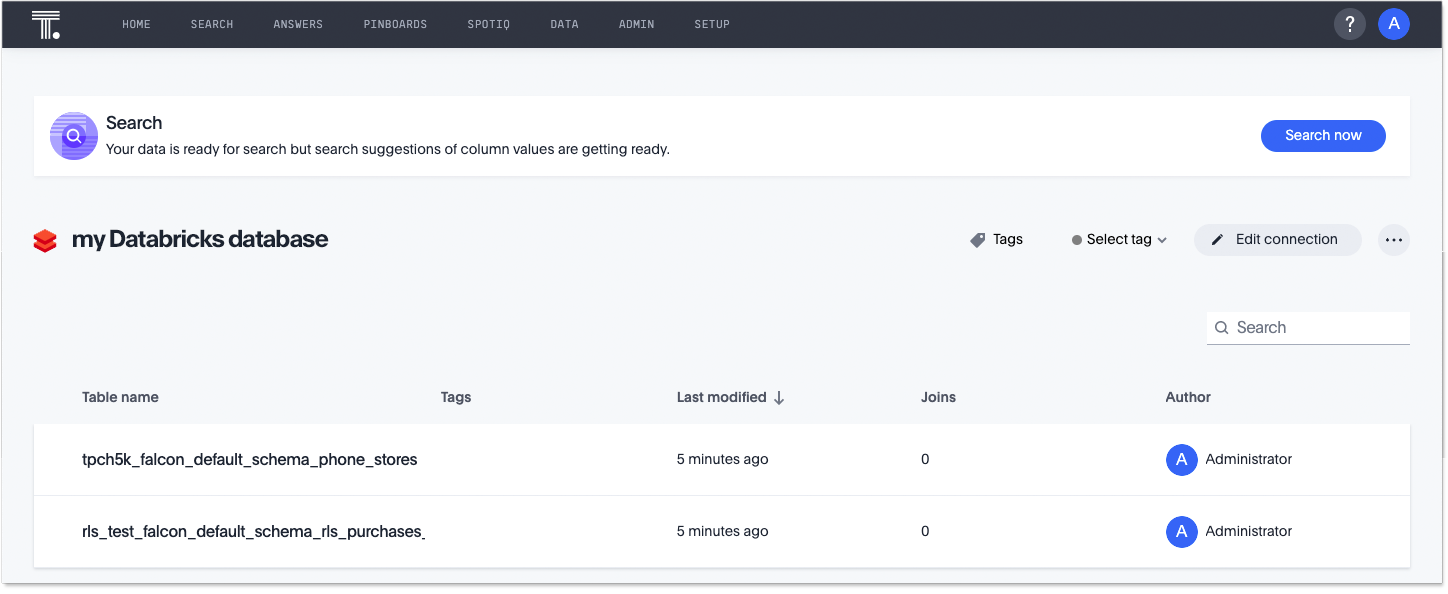 T.
HOME SEARCH ANSWERS PINBOARDS SPOTIQ DATA ADMIN SETUP ? A
Search
Your data is ready for search but search suggestions of column values are getting ready.
Search now
my Databricks database
Tags Select tag Edit connection
Search
Table name Tags Last modified Joins Author
tpch5k_falcon_default_schema_phone_stores 5 minutes ago 0 A Administrator
rls_test_falcon_default_schema_rls_purchases_ 5 minutes ago 0 A Administrator